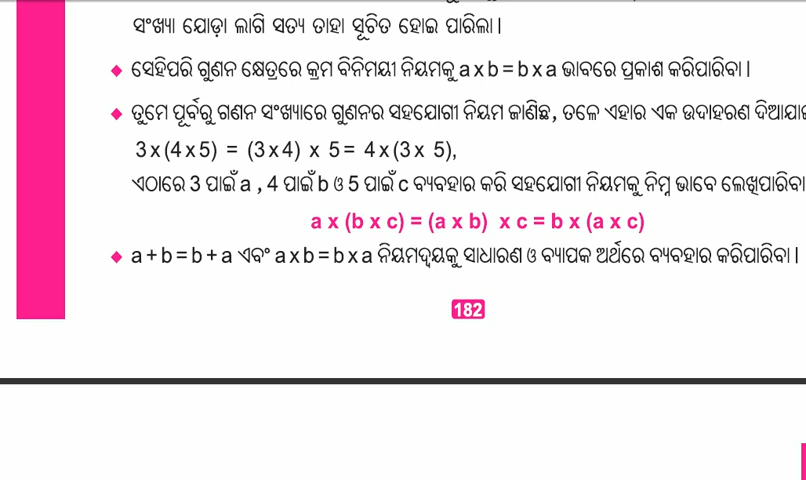 ସଂଖ୍ୟା ଯୋଡ଼ା ଲାଗି ସତ୍ୟ ତାହା ସୂଚିତ ହୋଇ ପାରିଲା।
◆ ସେହିପରି ଗୁଣନ କ୍ଷେତ୍ରରେ କ୍ରମ ବିନିମୟୀ ନିୟମକୁ a x b = b x a ଭାବରେ ପ୍ରକାଶ କରିପାରିବା।
◆ ତୁମେ ପୂର୍ବରୁ ଗଣନ ସଂଖ୍ୟାରେ ଗୁଣନର ସହଯୋଗୀ ନିୟମ ଜାଣିଛ, ତଳେ ଏହାର ଏକ ଉଦାହରଣ
3 x (4 x 5) = (3 x 4) x 5 = 4 x (3 x 5),
ଏଠାରେ 3 ପାଇଁ a , 4 ପାଇଁ b ଓ 5 ପାଇଁ c ବ୍ୟବହାର କରି ସହଯୋଗୀ ନିୟମକୁ ନିମ୍ନ ଭାବେ ଲେଖିପାରିବା
a x (b x c) = (a x b) x c = b x (a x c)
◆ a + b = b + a ଏବଂ a x b = b x a ନିୟମଦ୍ୱୟକୁ ସାଧାରଣ ଓ ବ୍ୟାପକ ଅର୍ଥରେ ବ୍ୟବହାର କରିପାରିବା।
182